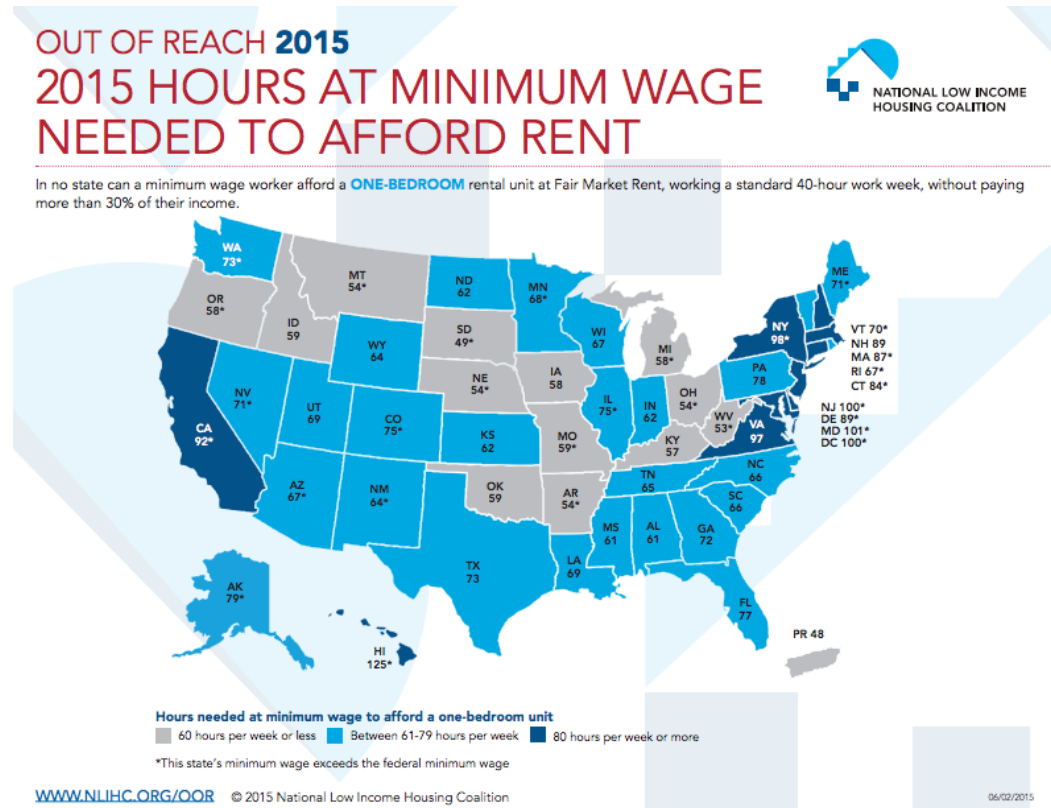 OUT OF REACH 2015
2015 HOURS AT MINIMUM WAGE
NEEDED TO AFFORD RENT
NATIONAL LOW INCOME
HOUSING COALITION
In no state can a minimum wage worker afford a ONE-BEDROOM rental unit at Fair Market Rent, working a standard 40-hour work week, without paying
more than 30% of their income.
WA
73*
OR
58*
ID
59
MT
54*
ND
62
MN
68*
SD
49*
WY
64
WI
67
MI
58*
NY
98*
ME
71*
VT 70*
NH 89
MA 87*
RI 67*
CT 84*
NJ 100*
DE 89*
MD 101*
DC 100*
PA
78
NE
54*
IA
58
NV
71*
UT
69
CO
75*
CA
92*
KS
62
MO
59*
IL
75*
IN
62
OH
54*
WV
53*
VA
97
KY
57
TN
65
NC
66
SC
66
AZ
67*
NM
64*
OK
59
AR
54*
MS
61
AL
61
GA
72
TX
73
LA
69
FL
77
AK
79*
HI
125*
PR 48
Hours needed at minimum wage to afford a one-bedroom unit
60 hours per week or less
Between 61-79 hours per week
80 hours per week or more
*This state's minimum wage exceeds the federal minimum wage
WWW.NLIHC.ORG/OOR © 2015 National Low Income Housing Coalition
06/02/2015